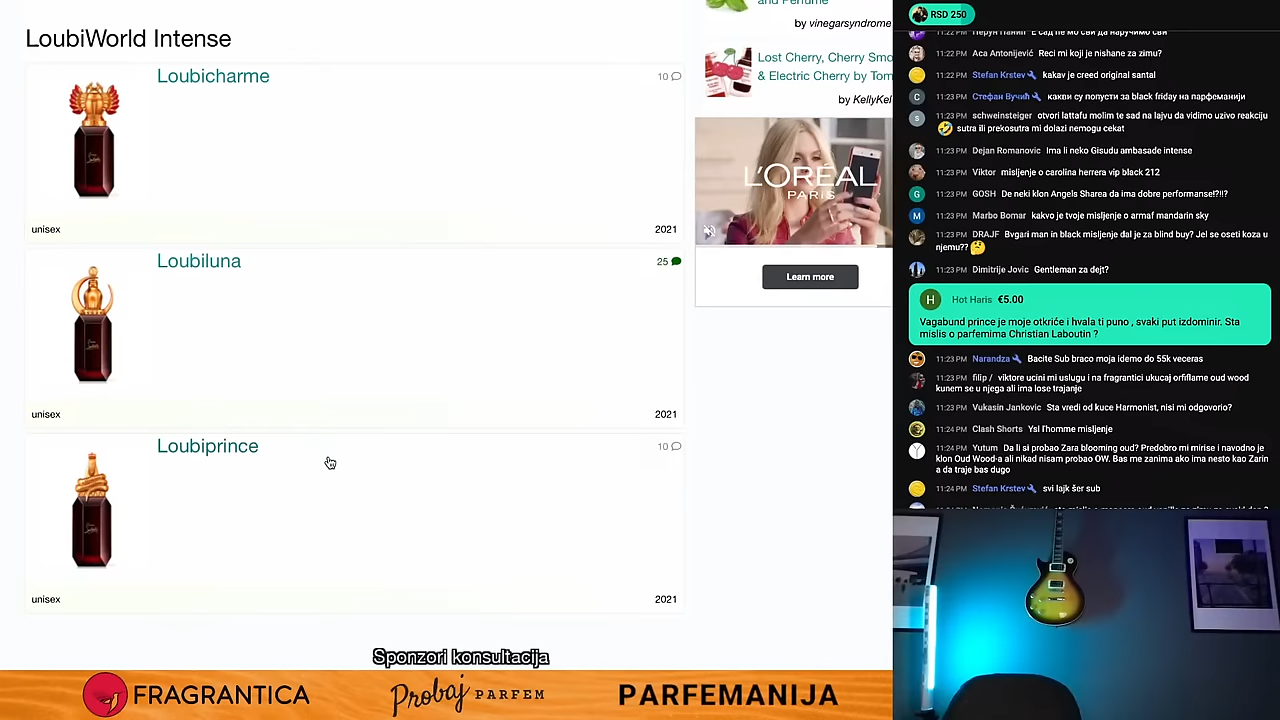 LoubiWorld Intense
Loubicharme
10
unisex
2021
Loubiluna
25
unisex
2021
Loubiprince
10
unisex
2021
and Perfume
by vinegarsyndrome
Lost Cherry, Cherry Smo
& Electric Cherry by Tom
by KellyKel
L'ORÉAL
PARIS
Learn more
RSD 250
11:22 PM Aca Antonijević Reci mi koji je nishane za zimu?
11:22 PM Stefan Krstev kakav je creed original santal
11:23 PM Стефан Вучић какви су попусти за black friday на парфеманији
11:23 PM schweinsteiger otvori lattafu molim te sad na lajvu da vidimo uzivo reakciju
sutra ili prekosutra mi dolazi nemogu cekat
11:23 PM Dejan Romanovic Ima li neko Gisudu ambasade intense
11:23 PM Viktor misljenje o carolina herrera vip black 212
11:23 PM GOSH De neki klon Angels Sharea da ima dobre performanse!?!!?
11:23 PM Marbo Bomar kakvo je tvoje misljenje o armaf mandarin sky
11:23 PM DRAJF Bvgari man in black misljenje dal je za blind buy? Jel se oseti koza u
njemu??
11:23 PM Dimitrije Jovic Gentleman za dejt?
H Hot Haris €5.00
Vagabund prince je moje otkriće i hvala ti puno , svaki put izdominir. Sta
mislis o parfemima Christian Laboutin ?
11:23 PM Narandza Bacite Sub braco moja idemo do 55k veceras
11:23 PM filip / viktore ucini mi uslugu i na fragrantici ukucaj orfiflame oud wood
kunem se u njega ali ima lose trajanje
11:23 PM Vukasin Jankovic Sta vredi od kuce Harmonist, nisi mi odgovorio?
11:24 PM Clash Shorts Ysl l'homme misljenje
11:24 PM Yutum Da li si probao Zara blooming oud? Predobro mi mirise i navodno je
klon Oud Wood-a ali nikad nisam probao OW. Bas me zanima ako ima nesto kao Zarin
a da traje bas dugo
11:24 PM Stefan Krstev svi lajk šer sub
Sponzori konsultacija
FRAGRANTICA
Probaj PARFEM
PARFEMANIJA